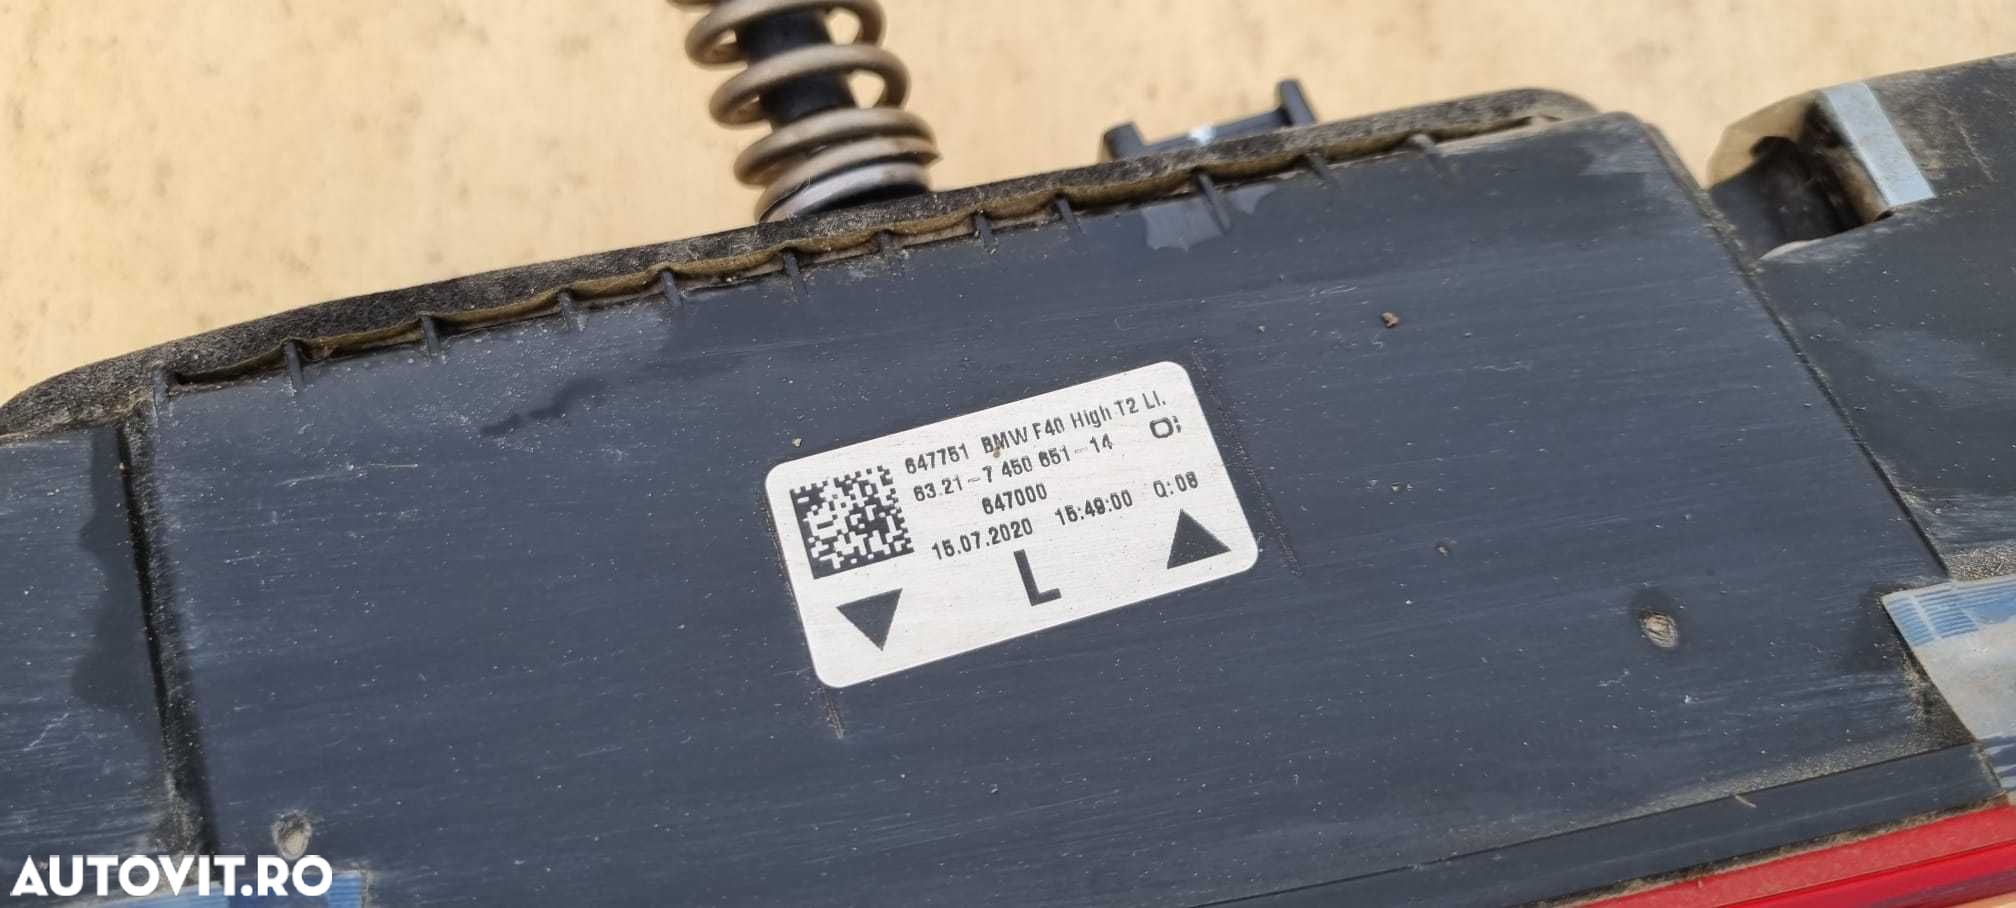 647751 BMW F40 High T2 LI.
63.21-7 450 651-14
647000
15.07.2020 15:49:00 Q:08
L
AUTOVIT.RO